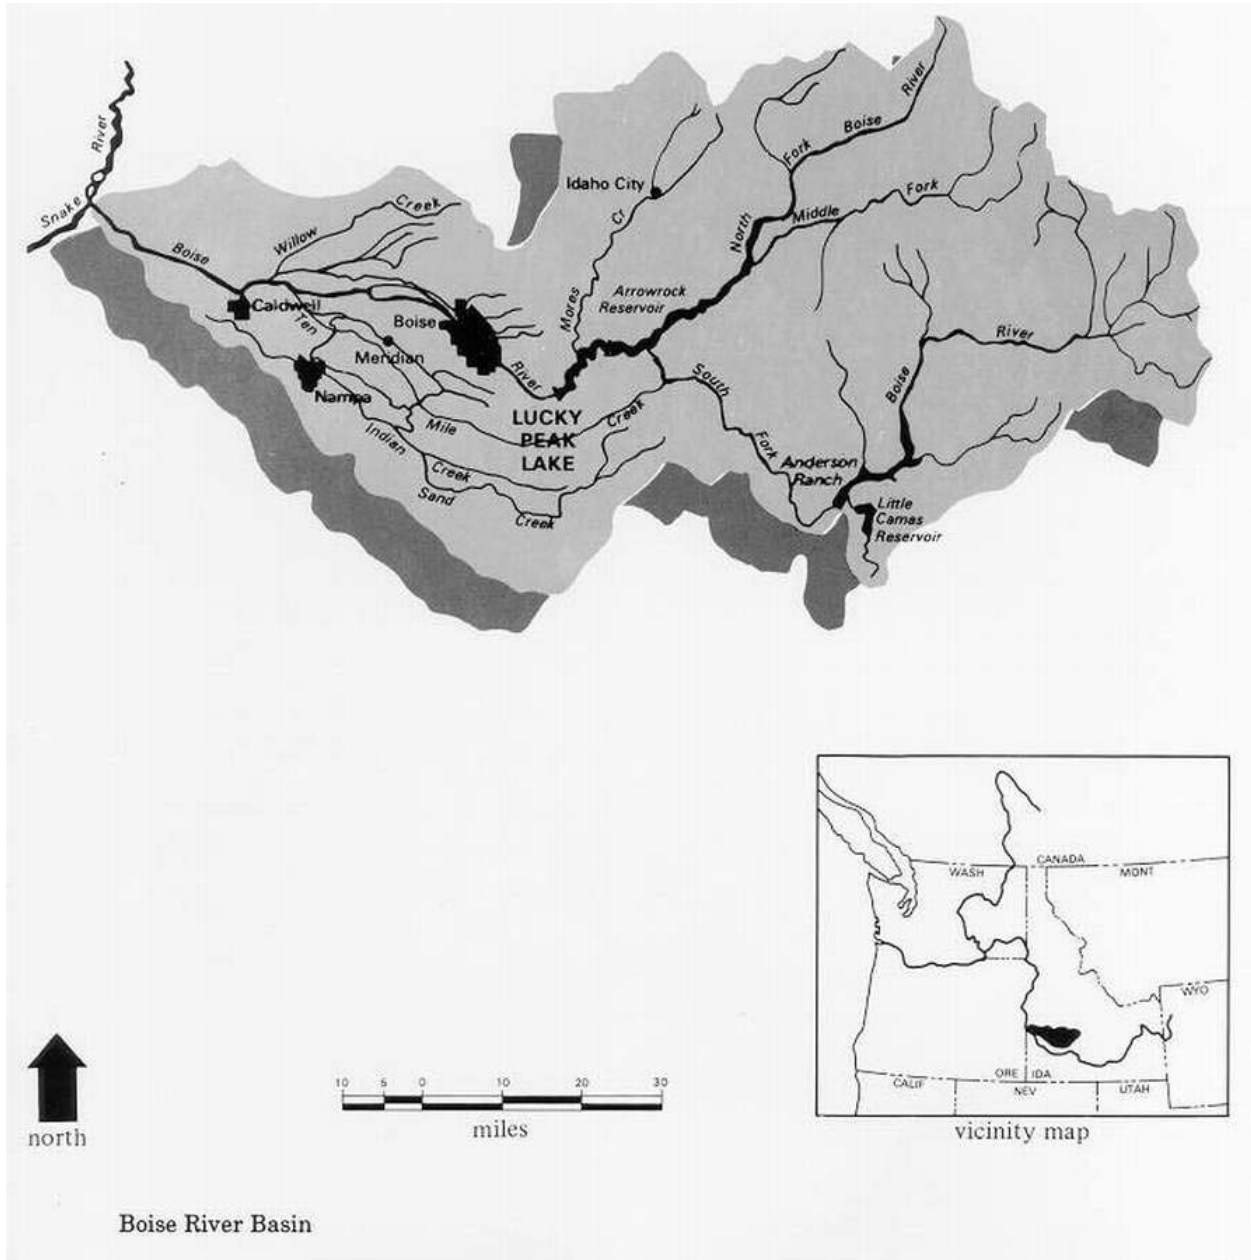 River
Snake
Boise
Willow
Creek
Caldwell
Ten
Meridian
Nampa
Boise
River
Mile
Creek
Indian
Creek
Sand
Creek
LUCKY
PEAK
LAKE
Idaho City
Mores
Cr
Arrowrock
Reservoir
North
Fork
Boise
River
Middle
Fork
South
Fork
Boise
River
Anderson
Ranch
Little
Camas
Reservoir
CANADA
WASH
MONT
WYO
ORE
IDA
CALIF
NEV
UTAH
vicinity map
north
10 5 0 10 20 30
miles
Boise River Basin